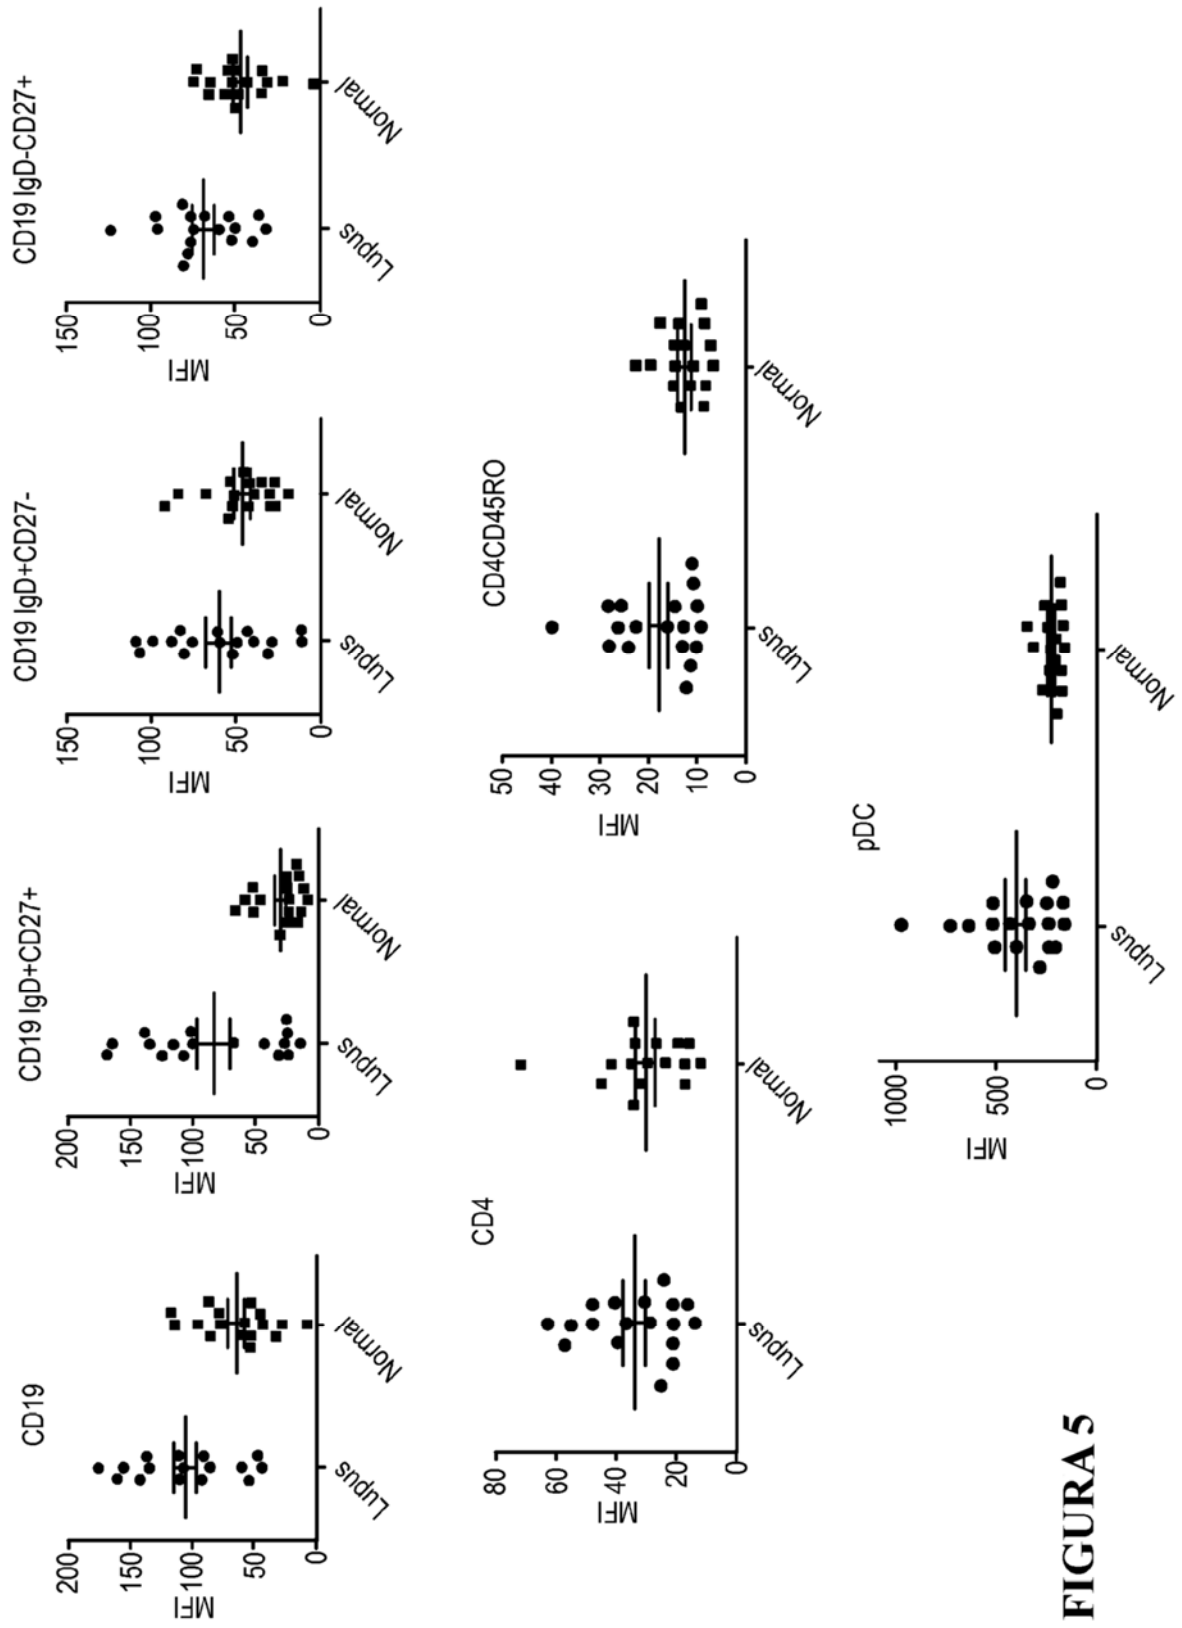 CD19
MFI
200
150
100
50
0
Lupus
Normal
CD19 IgD+CD27+
MFI
200
150
100
50
0
Lupus
Normal
CD19 IgD+CD27-
MFI
150
100
50
0
Lupus
Normal
CD19 IgD-CD27+
MFI
150
100
50
0
Lupus
Normal
CD4
MFI
80
60
40
20
0
Lupus
Normal
CD4CD45RO
MFI
50
40
30
20
10
0
Lupus
Normal
pDC
MFI
1000
500
0
Lupus
Normal
FIGURA 5